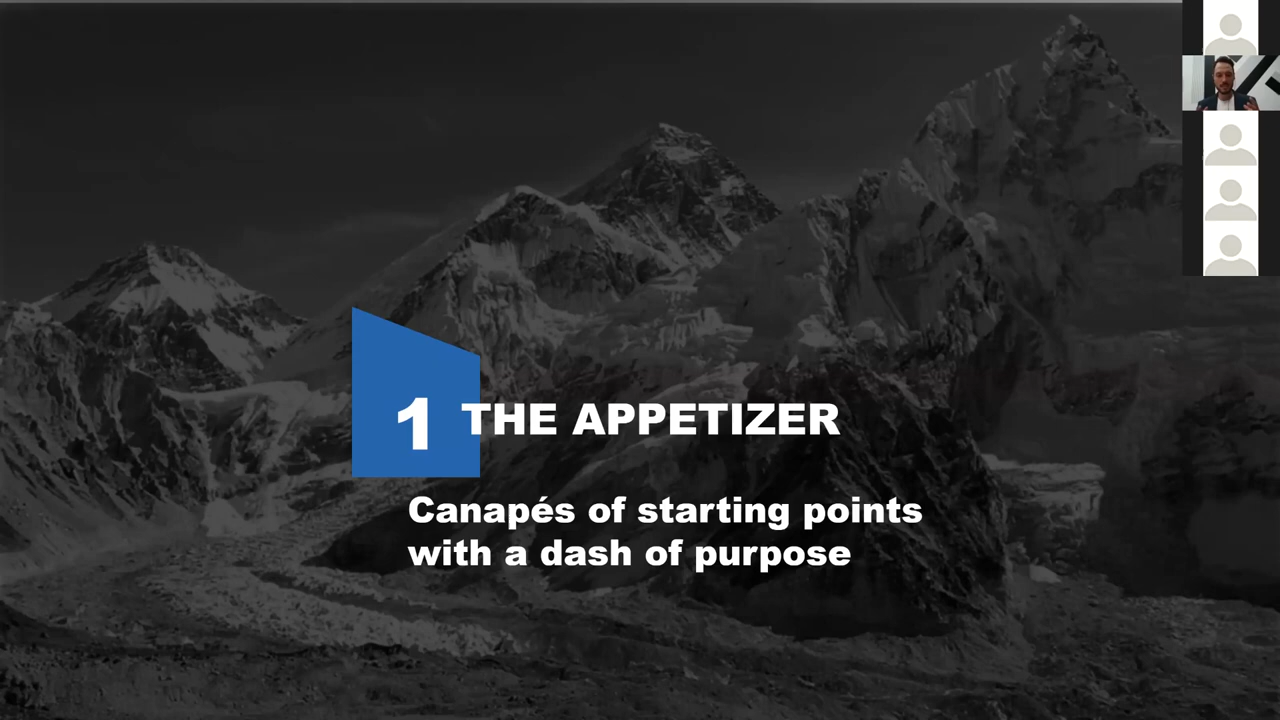 1 THE APPETIZER
Canapés of starting points
with a dash of purpose